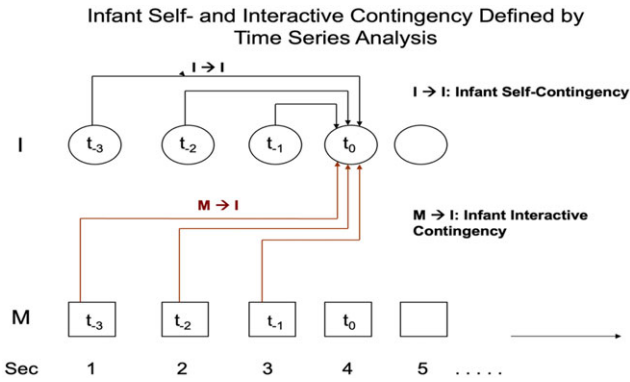 Infant Self- and Interactive Contingency Defined by
Time Series Analysis
I → I
I → I: Infant Self-Contingency
I t-3 t-2 t-1 t0
M → I
M → I: Infant Interactive
Contingency
M t-3 t-2 t-1 t0
Sec 1 2 3 4 5 . . . . .